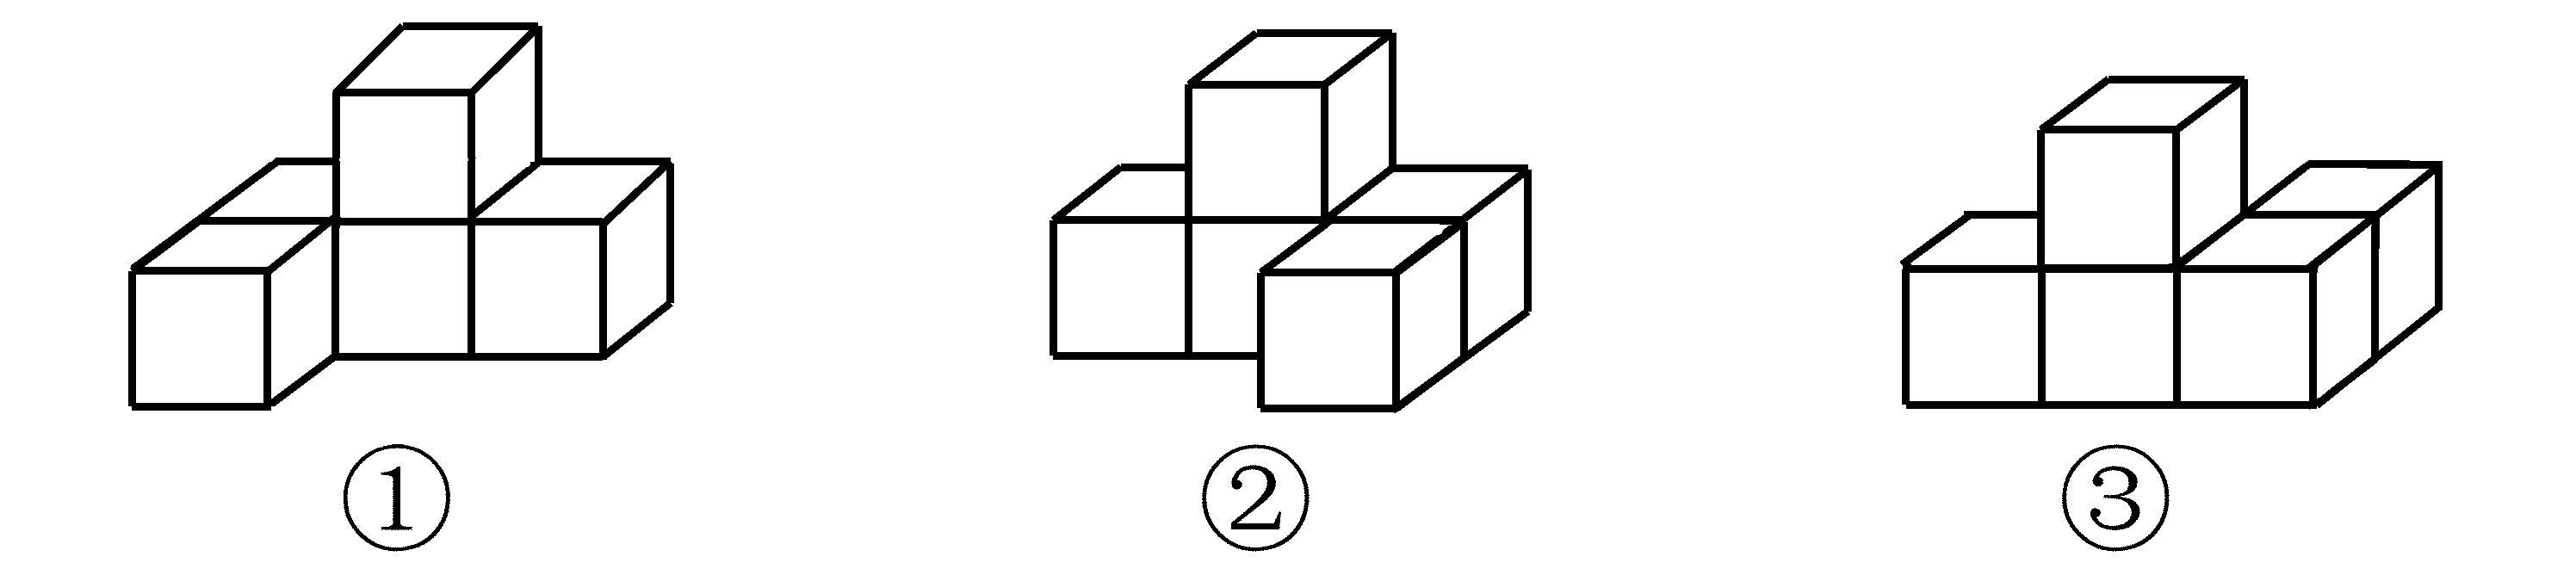 ① ② ③